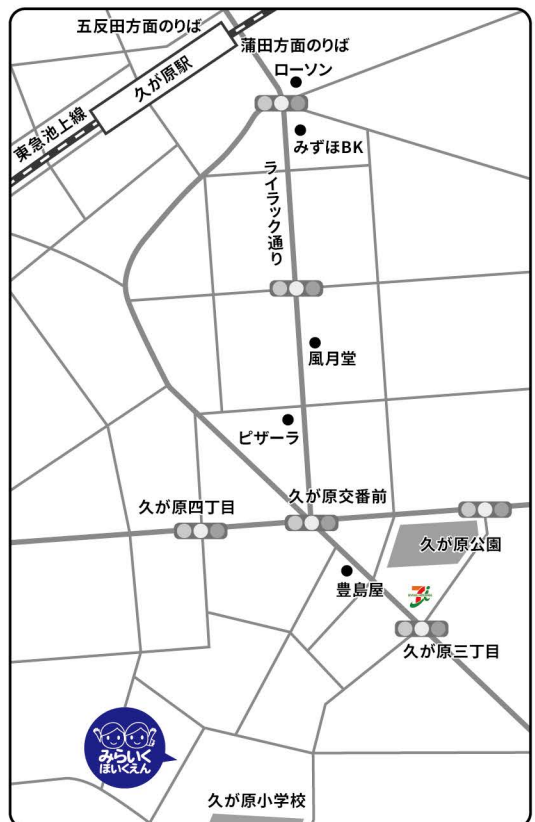 五反田方面のりば
蒲田方面のりば
ローソン
久が原駅
東急池上線
みずほBK
ライラック通り
風月堂
ピザーラ
久が原四丁目
久が原交番前
久が原公園
豊島屋
久が原三丁目
みらいく
ほいくえん
久が原小学校